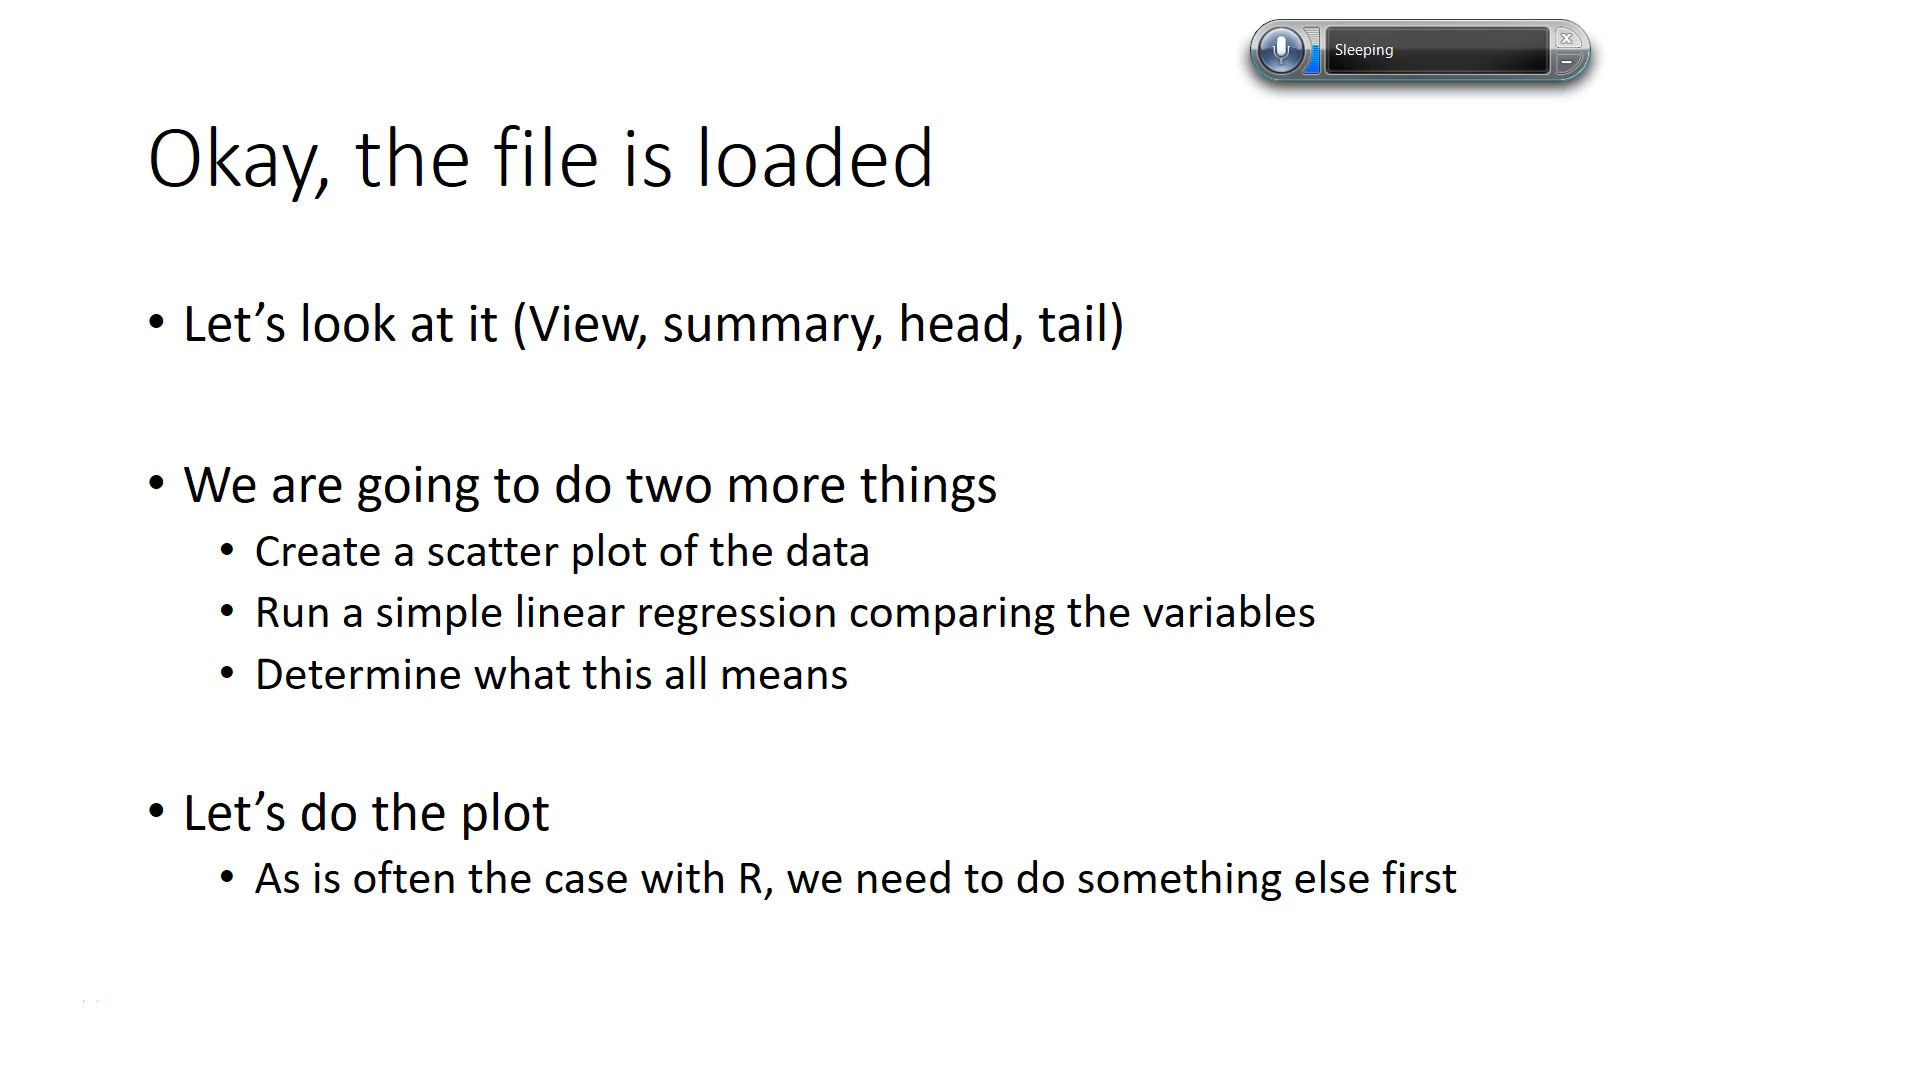 Sleeping
Okay, the file is loaded
• Let’s look at it (View, summary, head, tail)
• We are going to do two more things
• Create a scatter plot of the data
• Run a simple linear regression comparing the variables
• Determine what this all means
• Let’s do the plot
• As is often the case with R, we need to do something else first